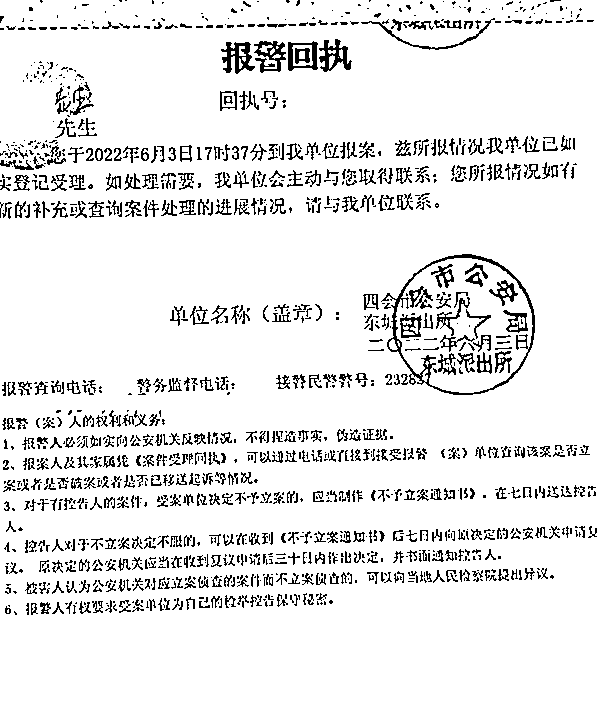 东城派出所
报警回执
回执号：
先生
您于2022年6月3日17时37分到我单位报案，兹所报情况我单位已如
实登记受理。如处理需要，我单位会主动与您取得联系；您所报情况如有
新的补充或查询案件处理的进展情况，请与我单位联系。
四会市公安局
单位名称（盖章）：
四会市公安局
东城派出所
二〇二二年六月三日
东城派出所
报警查询电话： 警务监督电话： 接警民警警号：232837
报警（案）人的权利和义务：
1、报警人必须如实向公安机关反映情况，不得捏造事实，伪造证据。
2、报案人及其家属凭《案件受理回执》，可以通过电话或直接到接受报警（案）单位查询该案是否立
案或者是否破案或者是否已移送起诉等情况。
3、对于有控告人的案件，受案单位决定不予立案的，应当制作《不予立案通知书》，在七日内送达控告
人。
4、控告人对于不立案决定不服的，可以在收到《不予立案通知书》后七日内向原决定的公安机关申请复
议。原决定的公安机关应当在收到复议申请后三十日内作出决定，并书面通知控告人。
5、被害人认为公安机关对应立案侦查的案件而不立案侦查的，可以向当地人民检察院提出异议。
6、报警人有权要求受案单位为自己的检举控告保守秘密。